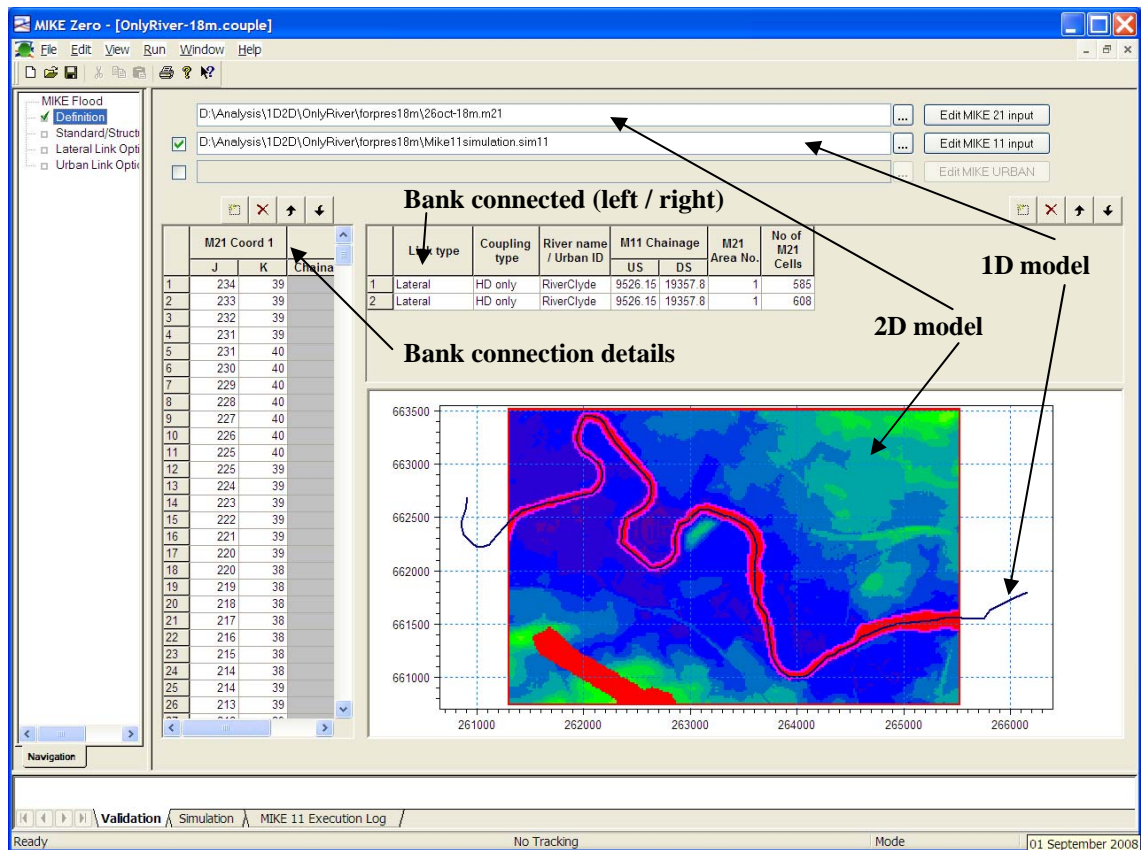 MIKE Zero - [OnlyRiver-18m.couple]
File Edit View Run Window Help
MIKE Flood
Definition
Standard/Struct
Lateral Link Opti
Urban Link Optic
Navigation
D:\Analysis\1D2D\OnlyRiver\forpres18m\26oct-18m.m21
... Edit MIKE 21 input
D:\Analysis\1D2D\OnlyRiver\forpres18m\Mike11simulation.sim11
... Edit MIKE 11 input
... Edit MIKE URBAN
Bank connected (left / right)
M21 Coord 1
J K Chaina
1 234 39
2 233 39
3 232 39
4 231 39
5 231 40
6 230 40
7 229 40
8 228 40
9 227 40
10 226 40
11 225 40
12 225 39
13 224 39
14 223 39
15 222 39
16 221 39
17 220 39
18 220 38
19 219 38
20 218 38
21 217 38
22 216 38
23 215 38
24 214 38
25 214 39
26 213 39
Link type Coupling type River name / Urban ID M11 Chainage M21 Area No. No of M21 Cells
US DS
1 Lateral HD only RiverClyde 9526.15 19357.8 1 585
2 Lateral HD only RiverClyde 9526.15 19357.8 1 608
1D model
2D model
Bank connection details
663500
663000
662500
662000
661500
661000
261000 262000 263000 264000 265000 266000
Validation Simulation MIKE 11 Execution Log
Ready No Tracking Mode
01 September 2008